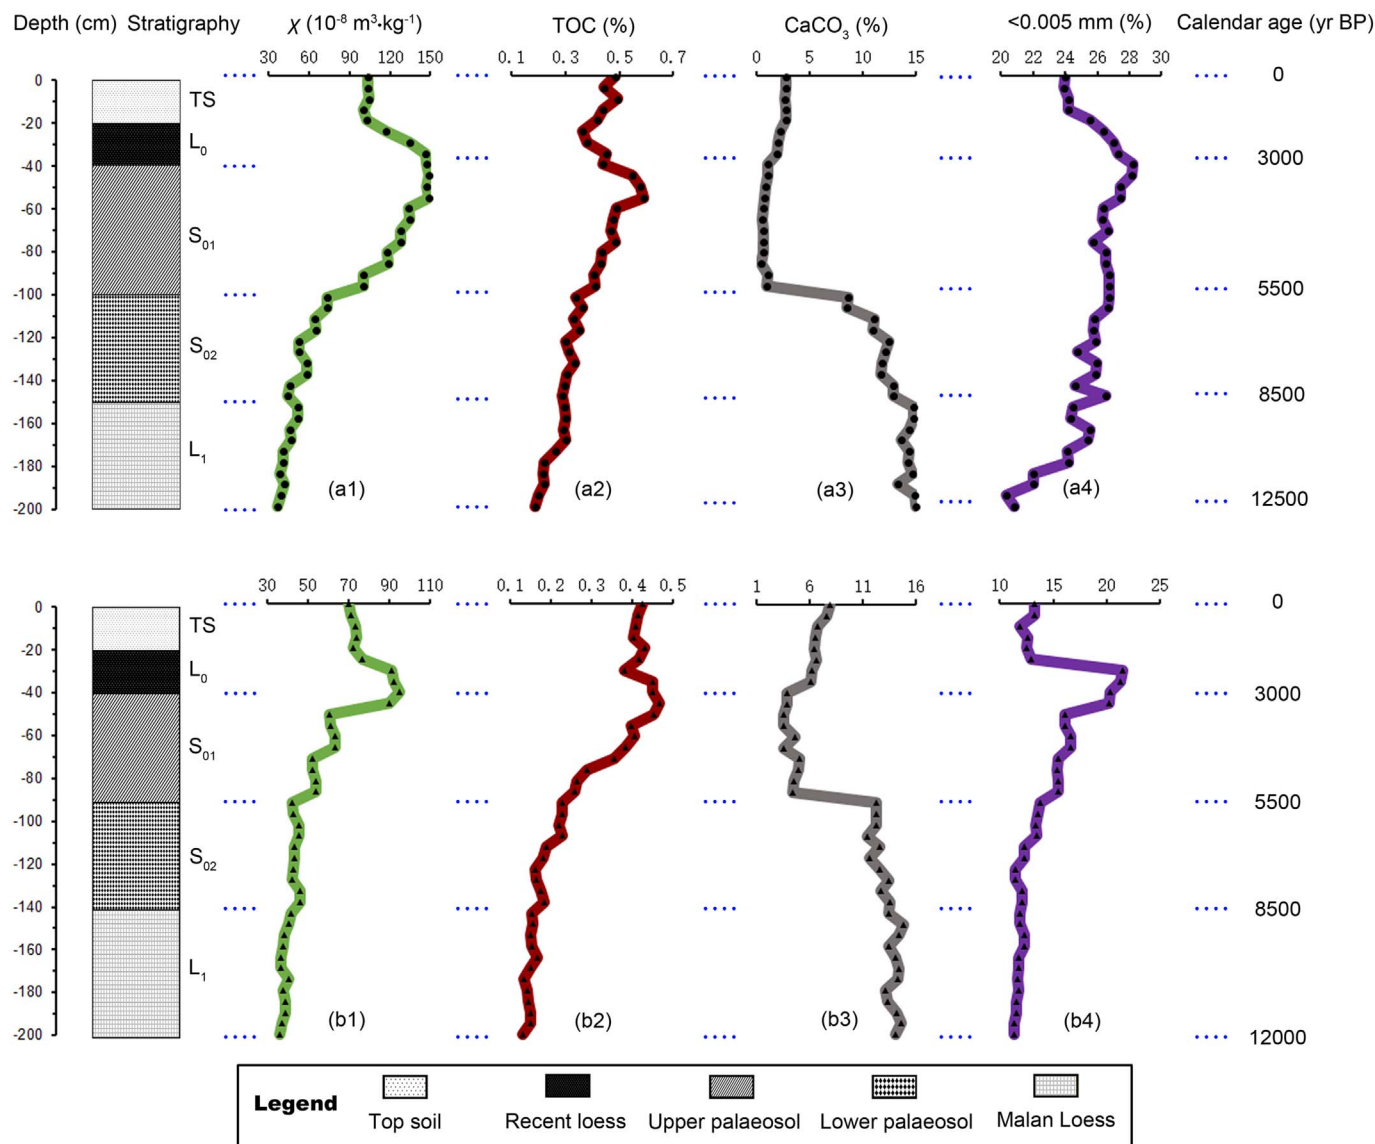 Depth (cm) Stratigraphy χ (10⁻⁸ m³·kg⁻¹) TOC (%) CaCO₃ (%) <0.005 mm (%) Calendar age (yr BP)
30 60 90 120 150 0.1 0.3 0.5 0.7 0 5 10 15 20 22 24 26 28 30
0 0
TS
-20
L₀
-40 3000
-60
S₀₁
-80
-100 5500
-120
S₀₂
-140
8500
-160
L₁
-180
(a1) (a2) (a3) (a4)
-200 12500
30 50 70 90 110 0.1 0.2 0.3 0.4 0.5 1 6 11 16 10 15 20 25
0 0
TS
-20
L₀
-40 3000
-60
S₀₁
-80
5500
-100
-120 S₀₂
-140 8500
-160
L₁
-180
(b1) (b2) (b3) (b4)
-200 12000
Legend
Top soil Recent loess Upper palaeosol Lower palaeosol Malan Loess